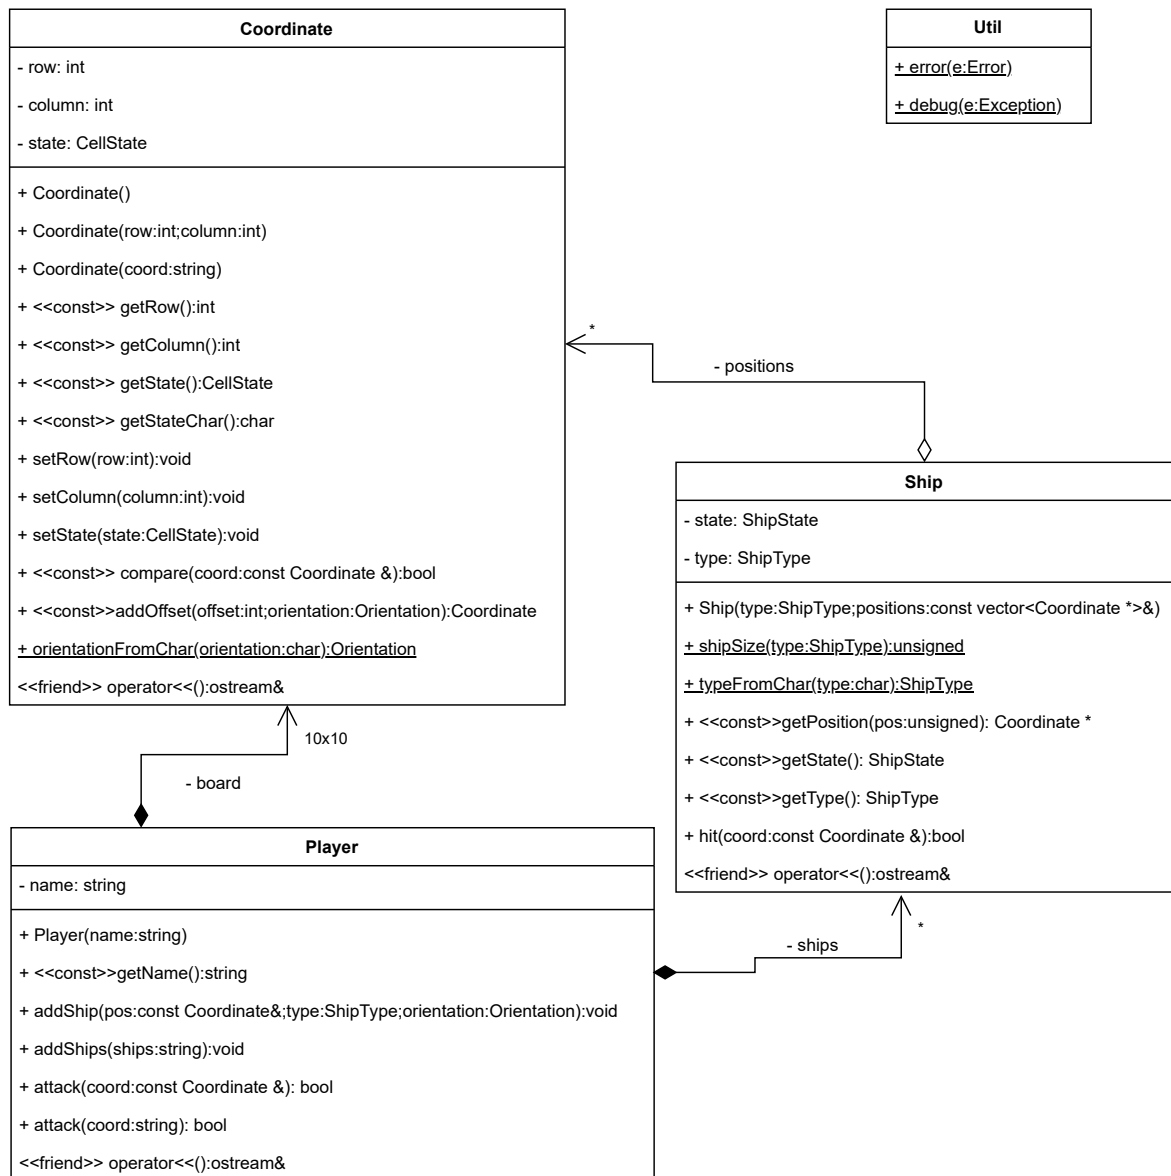 Coordinate
- row: int
- column: int
- state: CellState
+ Coordinate()
+ Coordinate(row:int;column:int)
+ Coordinate(coord:string)
+ <<const>> getRow():int
+ <<const>> getColumn():int
+ <<const>> getState():CellState
+ <<const>> getStateChar():char
+ setRow(row:int):void
+ setColumn(column:int):void
+ setState(state:CellState):void
+ <<const>> compare(coord:const Coordinate &):bool
+ <<const>>addOffset(offset:int;orientation:Orientation):Coordinate
+ orientationFromChar(orientation:char):Orientation
<<friend>> operator<<():ostream&
Util
+ error(e:Error)
+ debug(e:Exception)
*
- positions
Ship
- state: ShipState
- type: ShipType
+ Ship(type:ShipType;positions:const vector<Coordinate *>&)
+ shipSize(type:ShipType):unsigned
+ typeFromChar(type:char):ShipType
+ <<const>>getPosition(pos:unsigned): Coordinate *
+ <<const>>getState(): ShipState
+ <<const>>getType(): ShipType
+ hit(coord:const Coordinate &):bool
<<friend>> operator<<():ostream&
10x10
- board
Player
- name: string
+ Player(name:string)
+ <<const>>getName():string
+ addShip(pos:const Coordinate&;type:ShipType;orientation:Orientation):void
+ addShips(ships:string):void
+ attack(coord:const Coordinate &): bool
+ attack(coord:string): bool
<<friend>> operator<<():ostream&
*
- ships